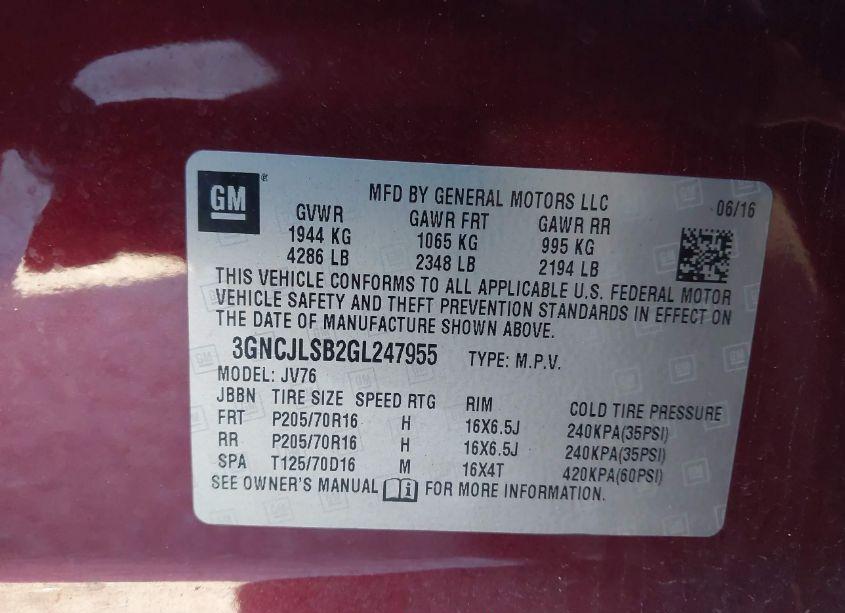 GM®
MFD BY GENERAL MOTORS LLC 06/16
GVWR GAWR FRT GAWR RR
1944 KG 1065 KG 995 KG
4286 LB 2348 LB 2194 LB
THIS VEHICLE CONFORMS TO ALL APPLICABLE U.S. FEDERAL MOTOR
VEHICLE SAFETY AND THEFT PREVENTION STANDARDS IN EFFECT ON
THE DATE OF MANUFACTURE SHOWN ABOVE.
3GNCJLSB2GL247955 TYPE: M.P.V.
MODEL: JV76
JBBN TIRE SIZE SPEED RTG RIM COLD TIRE PRESSURE
FRT P205/70R16 H 16X6.5J 240KPA(35PSI)
RR P205/70R16 H 16X6.5J 240KPA(35PSI)
SPA T125/70D16 M 16X4T 420KPA(60PSI)
SEE OWNER'S MANUAL FOR MORE INFORMATION.